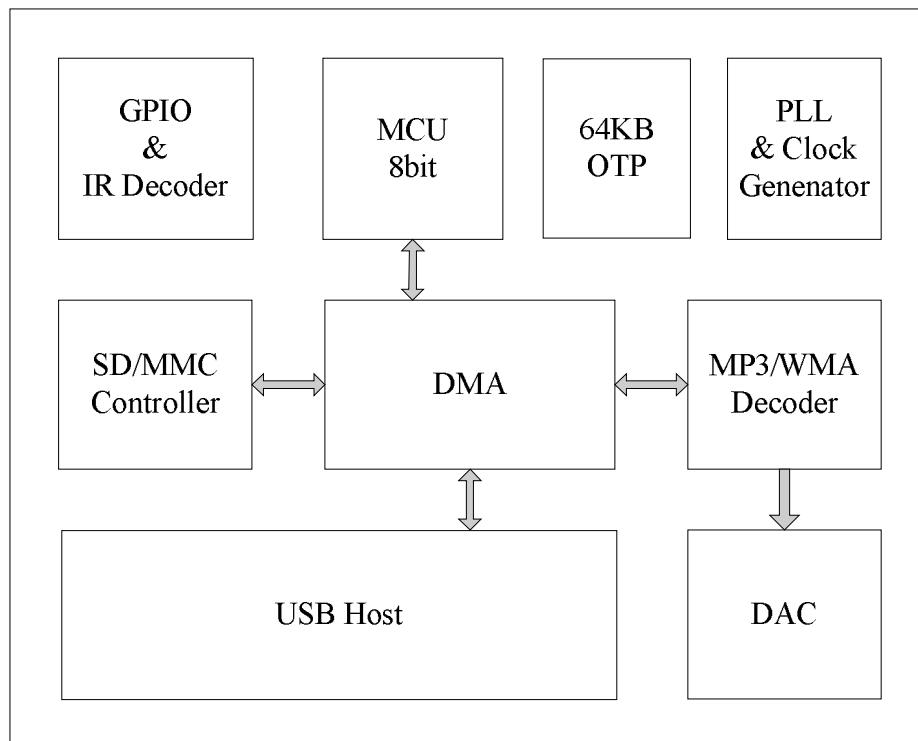 GPIO
&
IR Decoder
MCU
8bit
64KB
OTP
PLL
& Clock
Genenator
SD/MMC
Controller
DMA
MP3/WMA
Decoder
USB Host
DAC